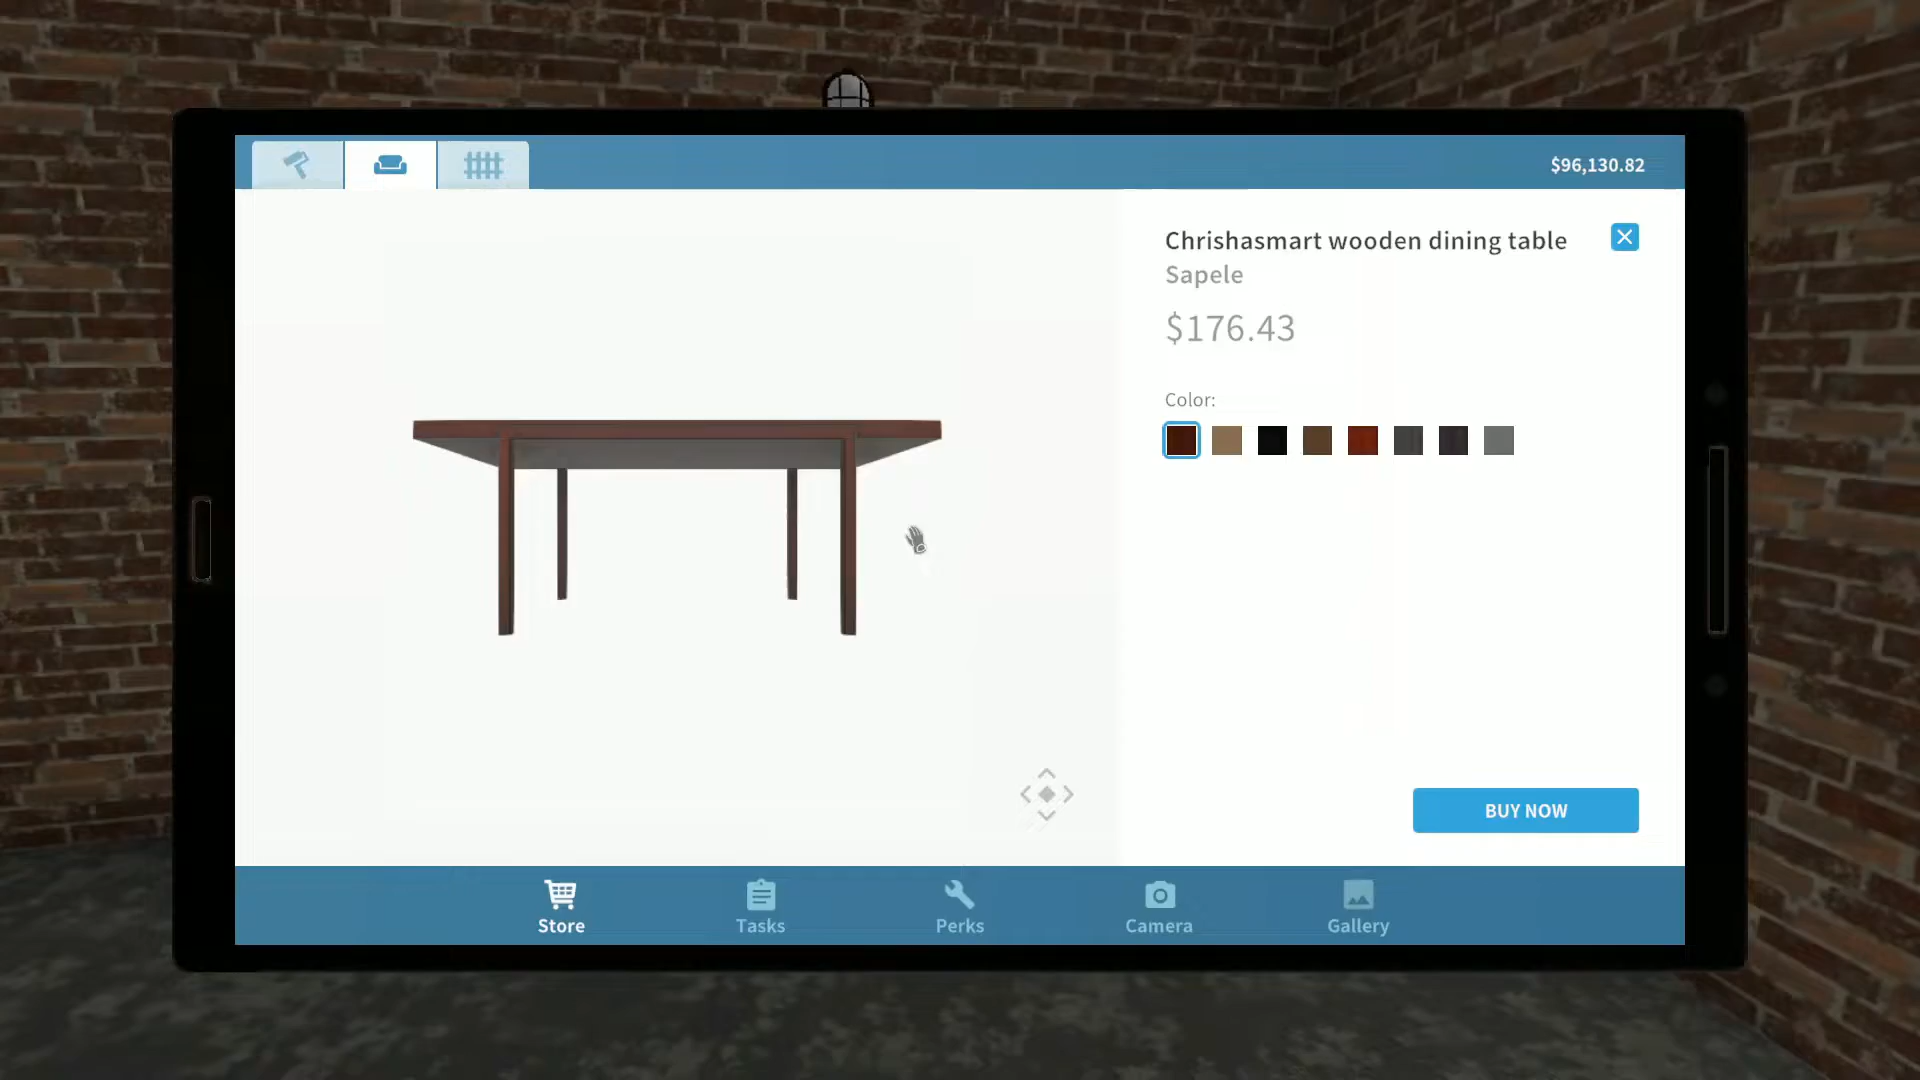 $96,130.82
Chrishasmart wooden dining table
Sapele
$176.43
Color:
BUY NOW
Store
Tasks
Perks
Camera
Gallery